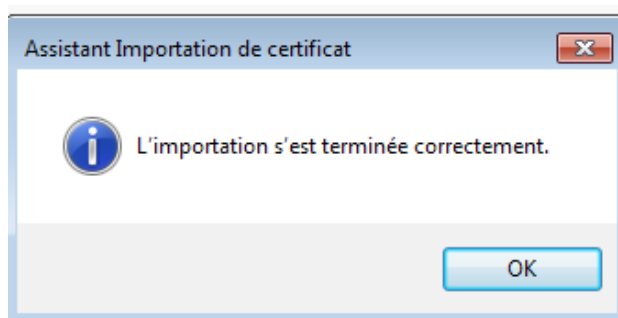 Assistant Importation de certificat
L'importation s'est terminée correctement.
OK